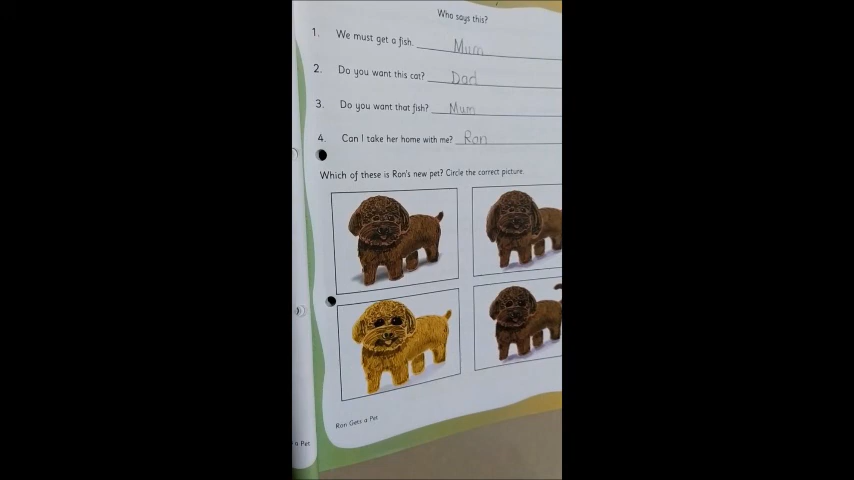 Who says this?
1. We must get a fish. Mum
2. Do you want this cat? Dad
3. Do you want that fish? Mum
4. Can I take her home with me? Ron
Which of these is Ron's new pet? Circle the correct picture.
Ron Gets a Pet
a Pet